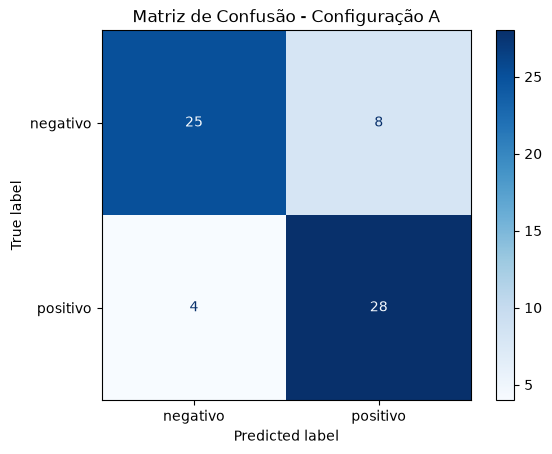 Matriz de Confusão - Configuração A
negativo
25
8
25
20
True label
15
positivo
4
28
10
5
negativo
positivo
Predicted label